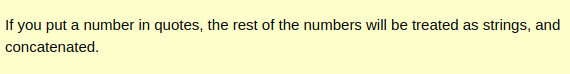 If you put a number in quotes, the rest of the numbers will be treated as strings, and
concatenated.